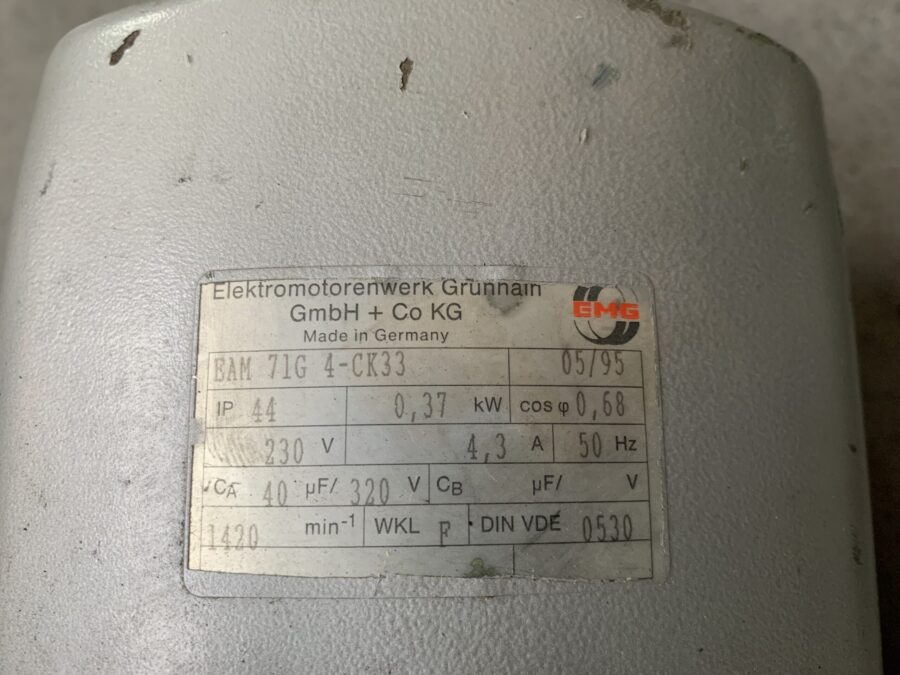 Elektromotorenwerk Grünhain
GmbH + Co KG
EMG
Made in Germany
EAM 71G 4-CK33 05/95
IP 44 0,37 kW cos φ 0,68
230 V 4,3 A 50 Hz
CA 40 µF/ 320 V CB µF/ V
1420 min-1 WKL F DIN VDE 0530